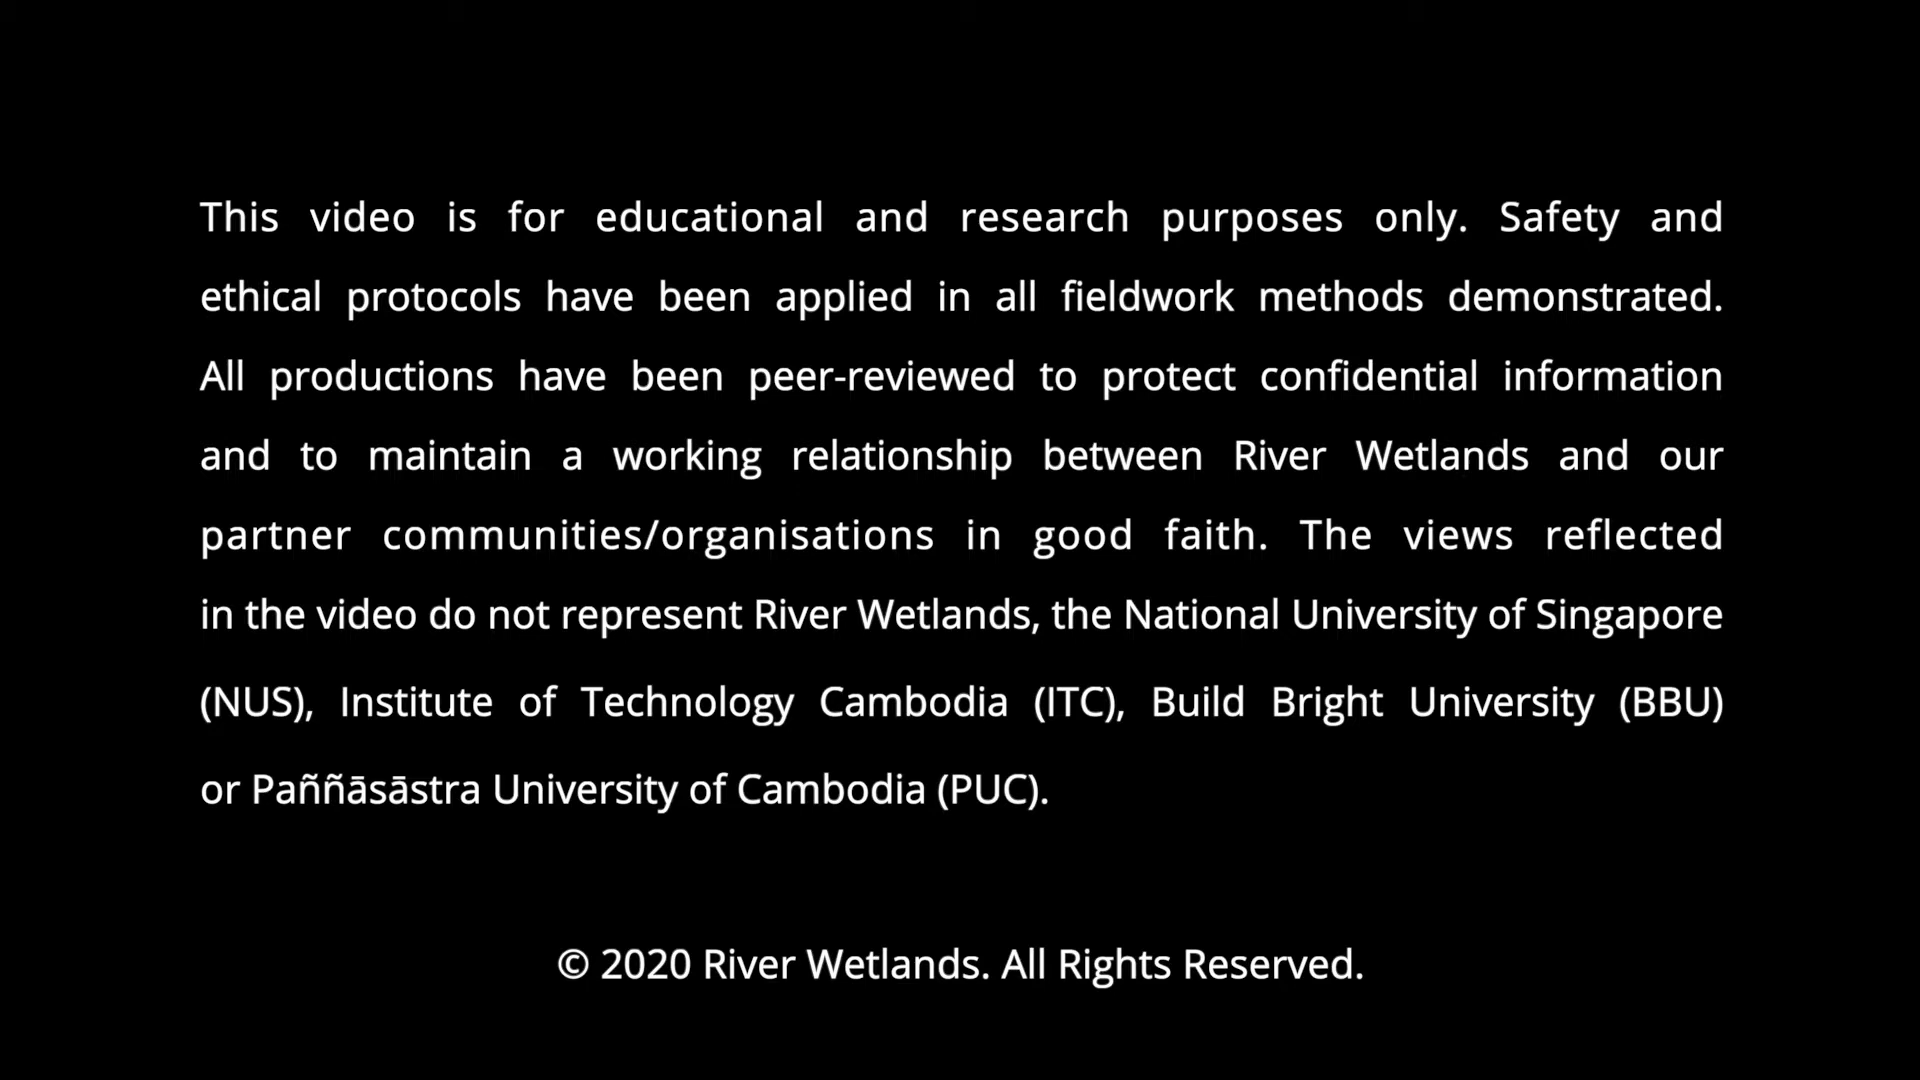 This video is for educational and research purposes only. Safety and
ethical protocols have been applied in all fieldwork methods demonstrated.
All productions have been peer-reviewed to protect confidential information
and to maintain a working relationship between River Wetlands and our
partner communities/organisations in good faith. The views reflected
in the video do not represent River Wetlands, the National University of Singapore
(NUS), Institute of Technology Cambodia (ITC), Build Bright University (BBU)
or Paññāsāstra University of Cambodia (PUC).
© 2020 River Wetlands. All Rights Reserved.